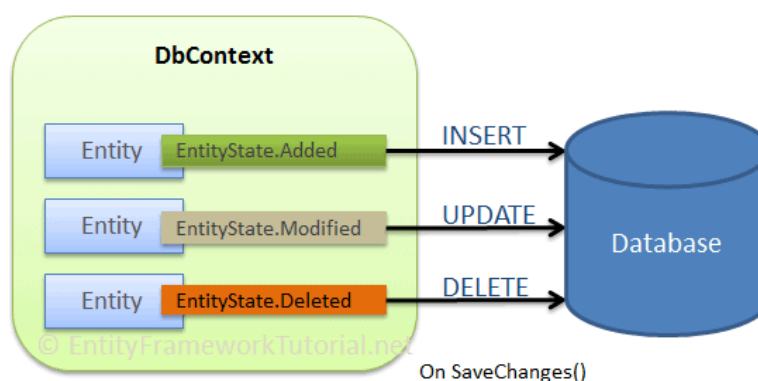 DbContext
Entity EntityState.Added INSERT
Entity EntityState.Modified UPDATE
Database
Entity EntityState.Deleted DELETE
© EntityFrameworkTutorial.net
On SaveChanges()